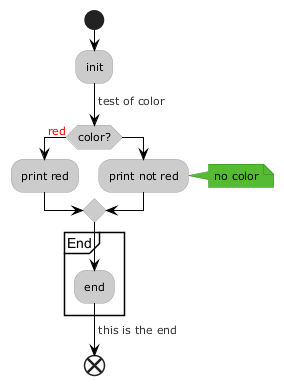 init
test of color
red
color?
print red
print not red
no color
End
end
this is the end